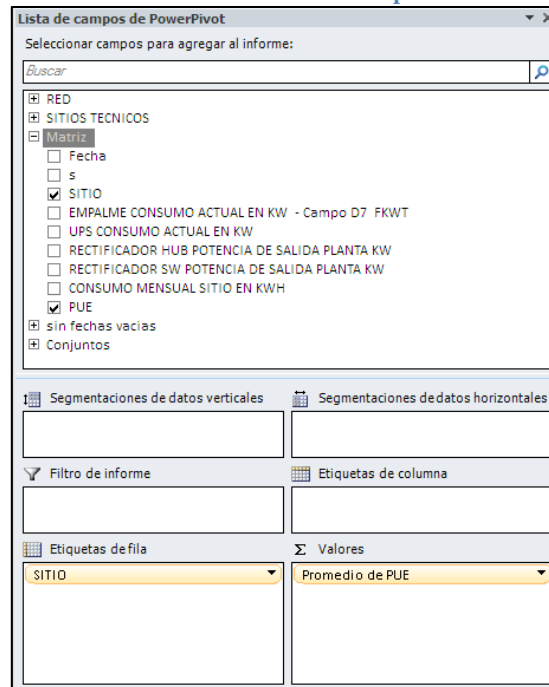 Lista de campos de PowerPivot
Seleccionar campos para agregar al informe:
Buscar
RED
SITIOS TECNICOS
Matriz
Fecha
s
SITIO
EMPALME CONSUMO ACTUAL EN KW - Campo D7 FKWT
UPS CONSUMO ACTUAL EN KW
RECTIFICADOR HUB POTENCIA DE SALIDA PLANTA KW
RECTIFICADOR SW POTENCIA DE SALIDA PLANTA KW
CONSUMO MENSUAL SITIO EN KWH
PUE
sin fechas vacias
Conjuntos
Segmentaciones de datos verticales
Segmentaciones de datos horizontales
Filtro de informe
Etiquetas de columna
Etiquetas de fila
Σ Valores
SITIO
Promedio de PUE